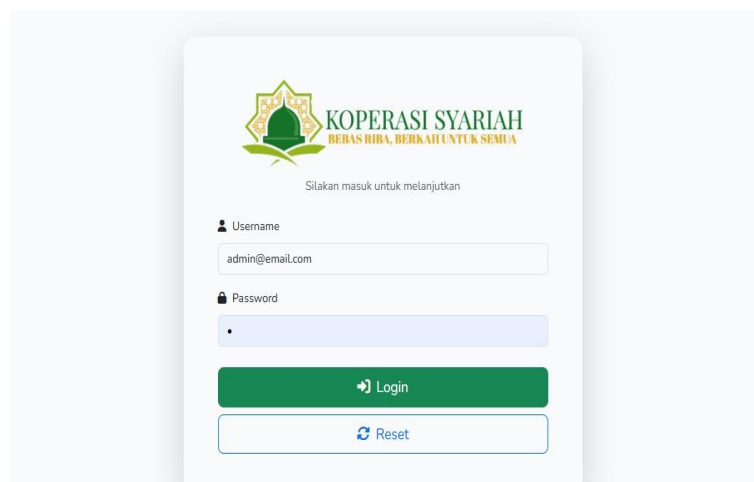 KOPERASI SYARIAH
BEBAS RIBA, BERKAH UNTUK SEMUA
Silakan masuk untuk melanjutkan
Username
admin@email.com
Password
Login
Reset